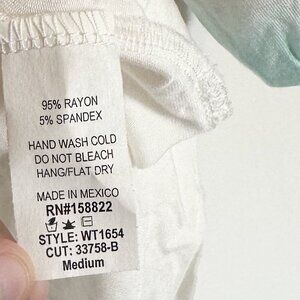 95% RAYON
5% SPANDEX
HAND WASH COLD
DO NOT BLEACH
HANG/FLAT DRY
MADE IN MEXICO
RN#158822
STYLE: WT1654
CUT: 33758-B
Medium